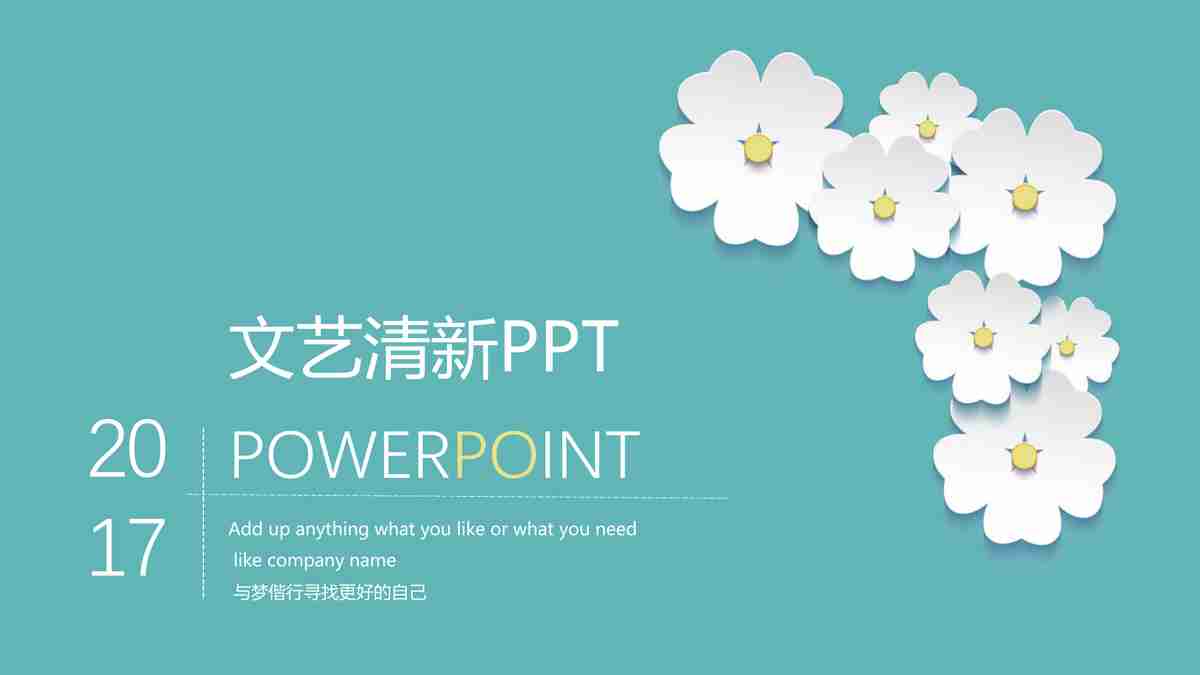 文艺清新PPT
20
POWERPOINT
17
Add up anything what you like or what you need
like company name
与梦偕行寻找更好的自己